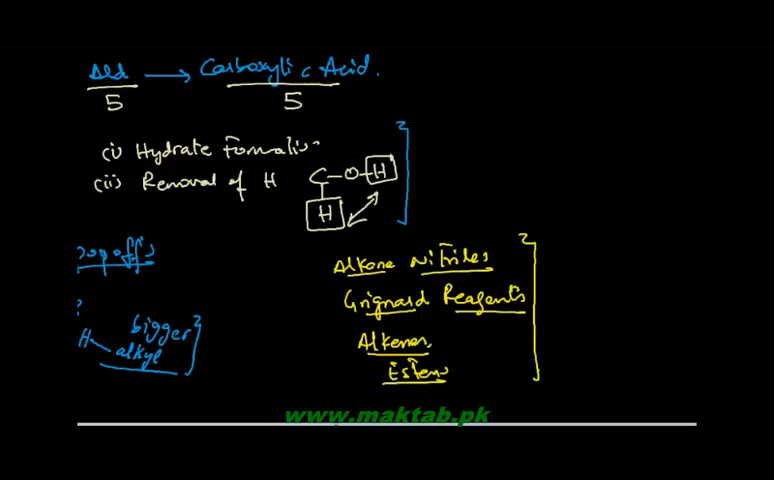 Ald → Carboxylic Acid.
5 5
(i) Hydrate Formation
(ii) Removal of H
C-O-H
H
popoff's
?
H bigger
alkyl
Alkane Nitriles
Grignard Reagents
Alkenes,
Esters
www.maktab.pk